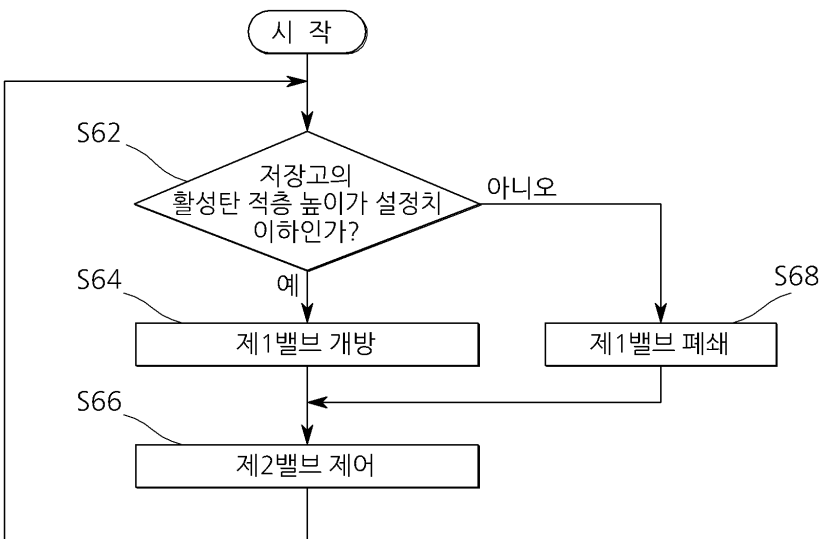 시 작
S62
저장고의
활성탄 적층 높이가 설정치
이하인가?
아니오
예
S64
제1밸브 개방
S68
제1밸브 폐쇄
S66
제2밸브 제어